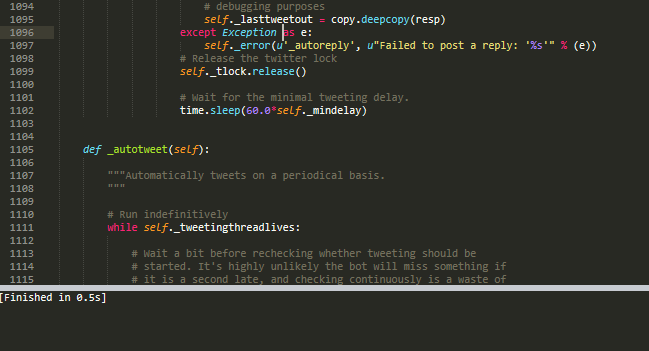 1094 # debugging purposes
1095 self._lasttweetout = copy.deepcopy(resp)
1096 except Exception as e:
1097 self._error(u'_autoreply', u"Failed to post a reply: '%s'" % (e))
1098 # Release the twitter lock
1099 self._tlock.release()
1100
1101 # Wait for the minimal tweeting delay.
1102 time.sleep(60.0*self._mindelay)
1103
1104
1105 def _autotweet(self):
1106
1107 """Automatically tweets on a periodical basis.
1108 """
1109
1110 # Run indefinitively
1111 while self._tweetingthreadlives:
1112
1113 # Wait a bit before rechecking whether tweeting should be
1114 # started. It's highly unlikely the bot will miss something if
1115 # it is a second late, and checking continuously is a waste of
[Finished in 0.5s]